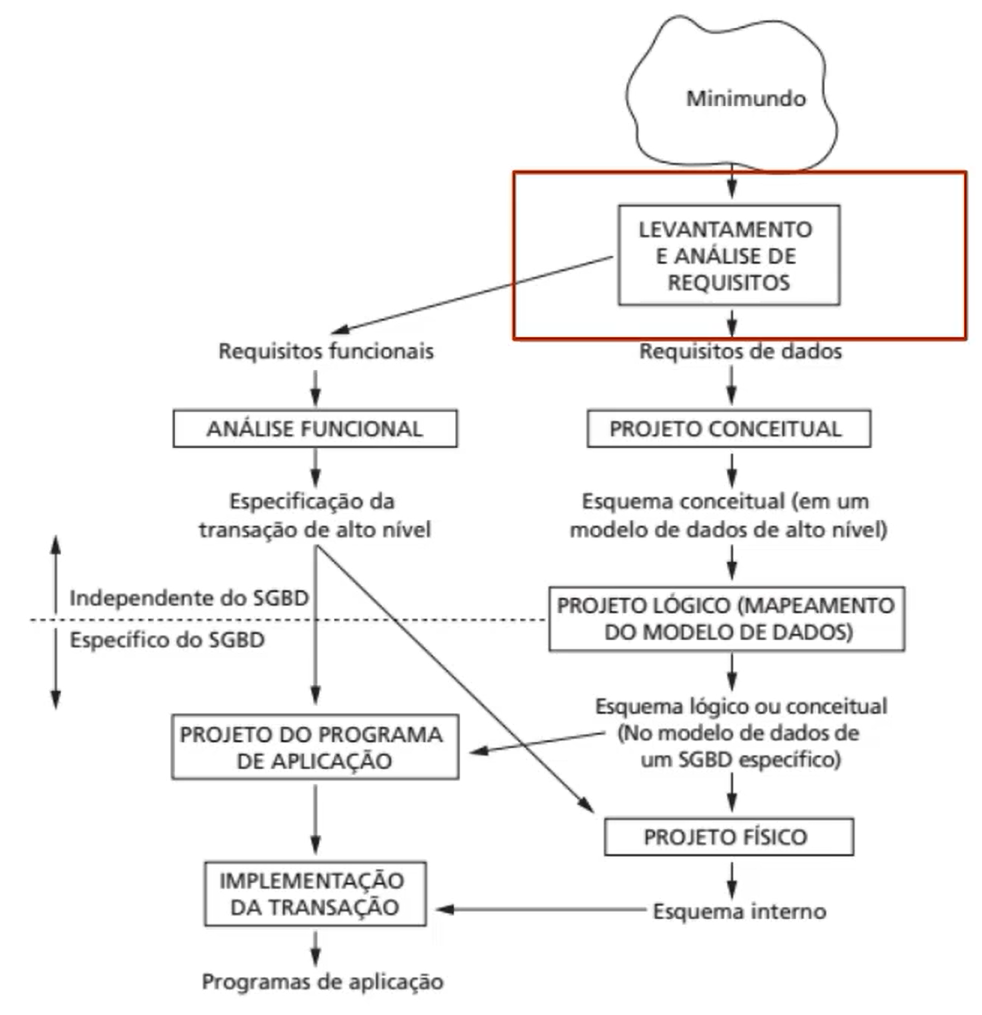 Minimundo
LEVANTAMENTO
E ANÁLISE DE
REQUISITOS
Requisitos funcionais
Requisitos de dados
ANÁLISE FUNCIONAL
PROJETO CONCEITUAL
Especificação da
transação de alto nível
Esquema conceitual (em um
modelo de dados de alto nível)
Independente do SGBD
Específico do SGBD
PROJETO LÓGICO (MAPEAMENTO
DO MODELO DE DADOS)
Esquema lógico ou conceitual
(No modelo de dados de
um SGBD específico)
PROJETO DO PROGRAMA
DE APLICAÇÃO
PROJETO FÍSICO
IMPLEMENTAÇÃO
DA TRANSAÇÃO
Esquema interno
Programas de aplicação